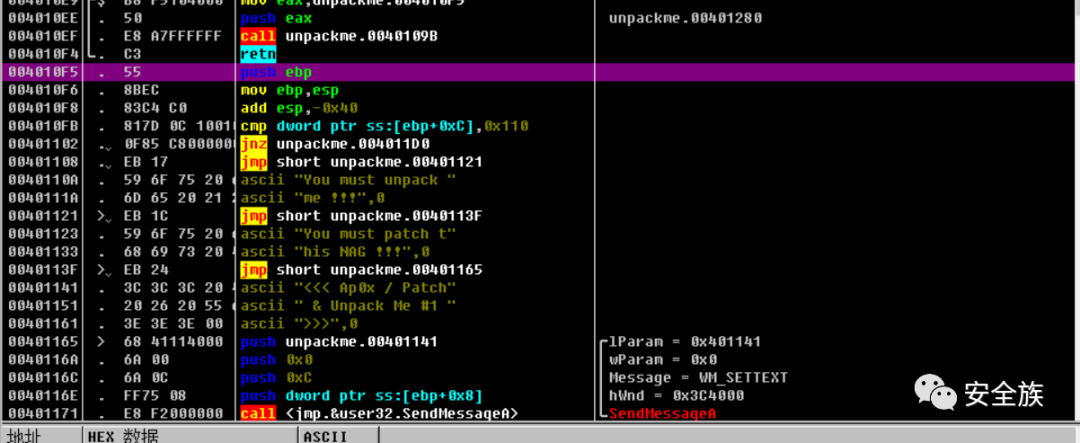 004010E9 . B8 F5104000 mov eax,unpackme.004010F5
004010EE . 50 push eax unpackme.00401280
004010EF . E8 A7FFFFFF call unpackme.0040109B
004010F4 . C3 retn
004010F5 . 55 push ebp
004010F6 . 8BEC mov ebp,esp
004010F8 . 83C4 C0 add esp,-0x40
004010FB . 817D 0C 10010 cmp dword ptr ss:[ebp+0xC],0x110
00401102 . 0F85 C8000000 jnz unpackme.004011D0
00401108 . EB 17 jmp short unpackme.00401121
0040110A . 59 6F 75 20 ascii "You must unpack "
0040111A . 6D 65 20 21 ascii "me !!!",0
00401121 > EB 1C jmp short unpackme.0040113F
00401123 . 59 6F 75 20 ascii "You must patch t"
00401133 . 68 69 73 20 ascii "his NAG !!!",0
0040113F > EB 24 jmp short unpackme.00401165
00401141 . 3C 3C 3C 20 ascii "<<< Ap0x / Patch"
00401151 . 20 26 20 55 ascii " & Unpack Me #1 "
00401161 . 3E 3E 3E 00 ascii ">>>",0
00401165 > 68 41114000 push unpackme.00401141 lParam = 0x401141
0040116A . 6A 00 push 0x0 wParam = 0x0
0040116C . 6A 0C push 0xC Message = WM_SETTEXT
0040116E . FF75 08 push dword ptr ss:[ebp+0x8] hWnd = 0x3C4000
00401171 . E8 F2000000 call <jmp.&user32.SendMessageA> SendMessageA
安全族
地址 HEX 数据 ASCII